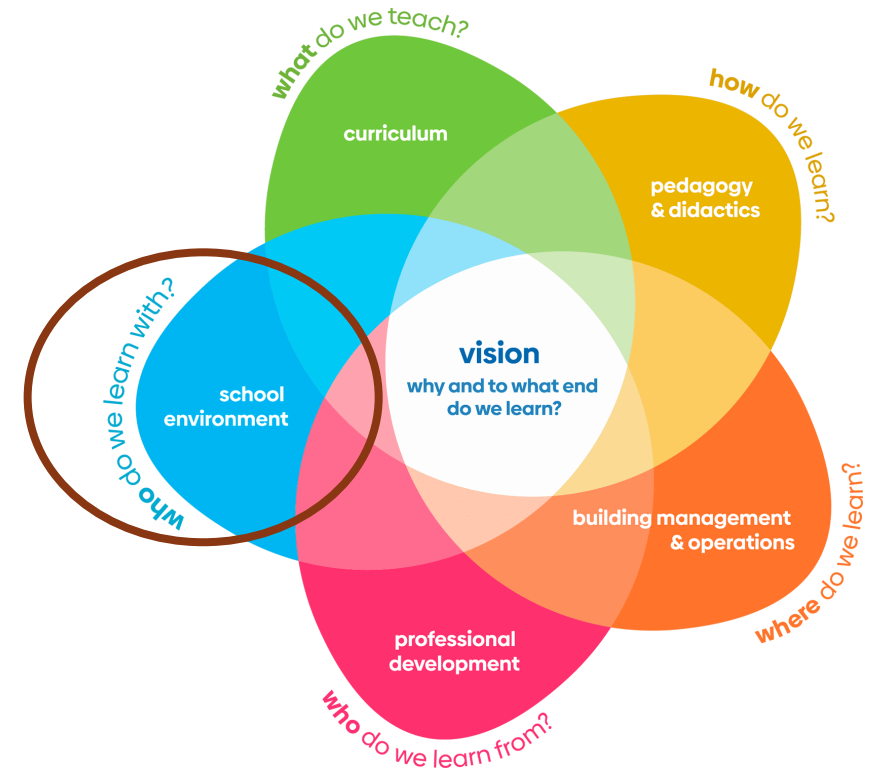 what do we teach?
curriculum
how do we learn?
pedagogy
& didactics
who do we learn with?
school
environment
vision
why and to what end
do we learn?
building management
& operations
where do we learn?
professional
development
who do we learn from?